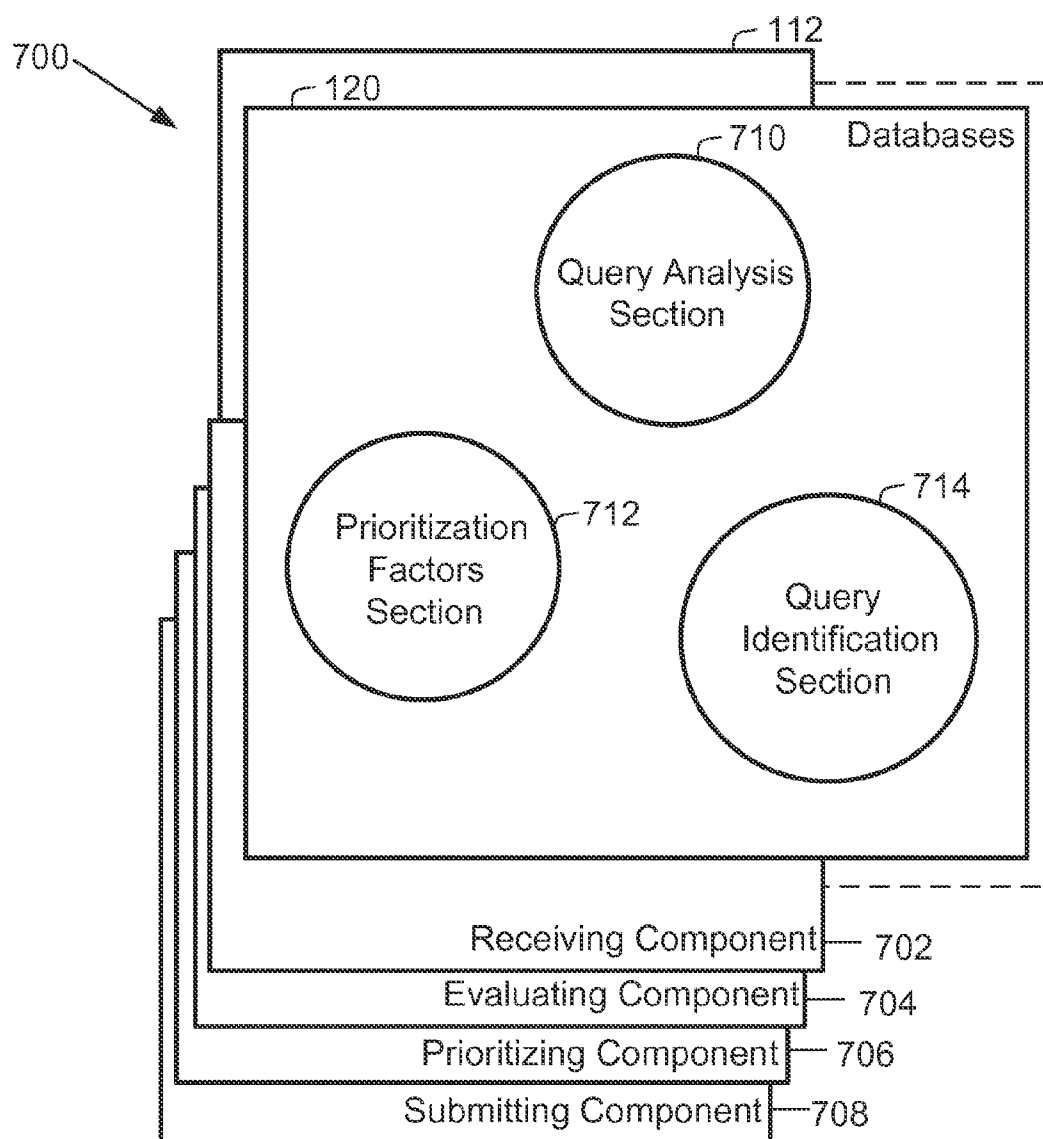 112
700
120
Databases
710
Query Analysis
Section
714
712
Prioritization
Factors
Section
Query
Identification
Section
Receiving Component
702
Evaluating Component
704
Prioritizing Component
706
Submitting Component
708